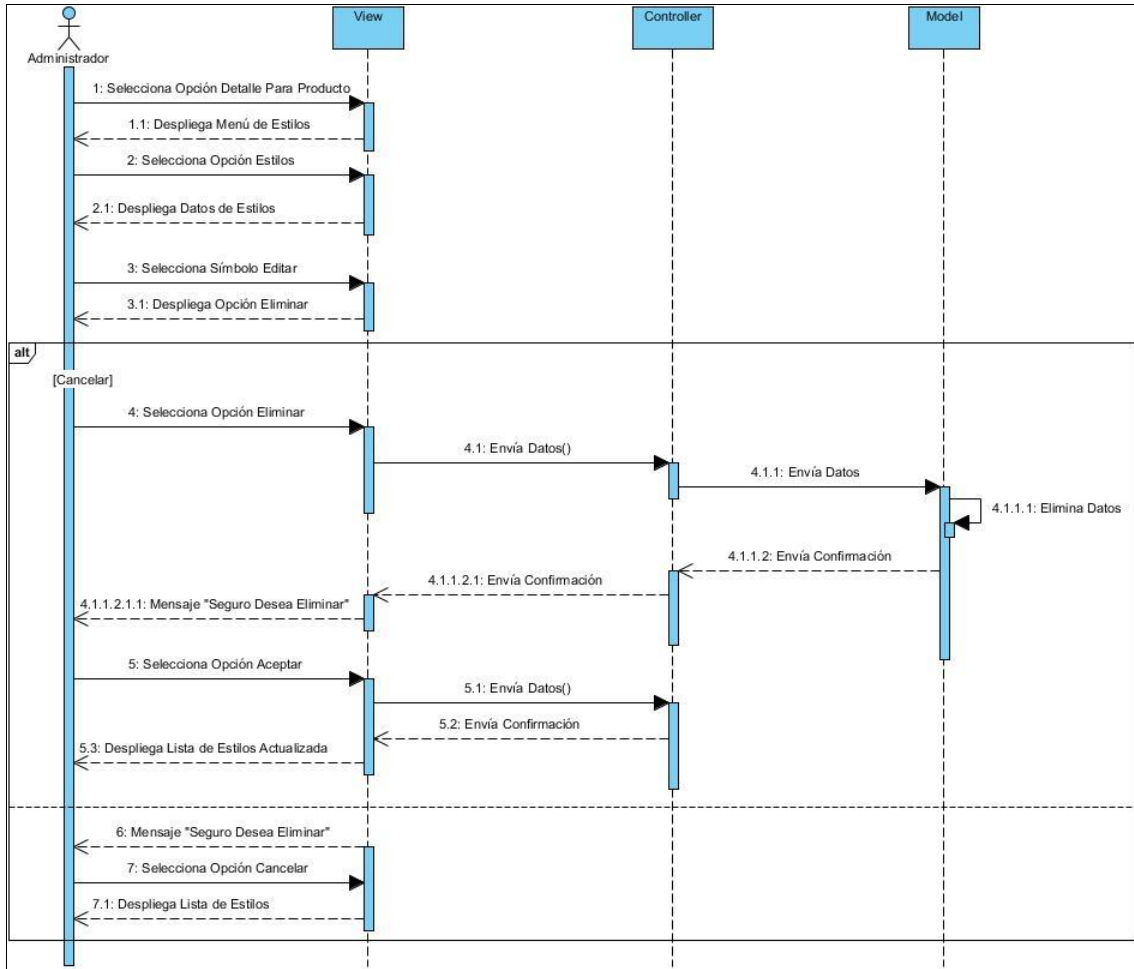 View
Controller
Model
Administrador
1: Selecciona Opción Detalle Para Producto
1.1: Despliega Menú de Estilos
2: Selecciona Opción Estilos
2.1: Despliega Datos de Estilos
3: Selecciona Símbolo Editar
3.1: Despliega Opción Eliminar
alt
[Cancelar]
4: Selecciona Opción Eliminar
4.1: Envía Datos()
4.1.1: Envía Datos
4.1.1.1: Elimina Datos
4.1.1.2: Envía Confirmación
4.1.1.2.1: Envía Confirmación
4.1.1.2.1.1: Mensaje "Seguro Desea Eliminar"
5: Selecciona Opción Aceptar
5.1: Envía Datos()
5.2: Envía Confirmación
5.3: Despliega Lista de Estilos Actualizada
6: Mensaje "Seguro Desea Eliminar"
7: Selecciona Opción Cancelar
7.1: Despliega Lista de Estilos